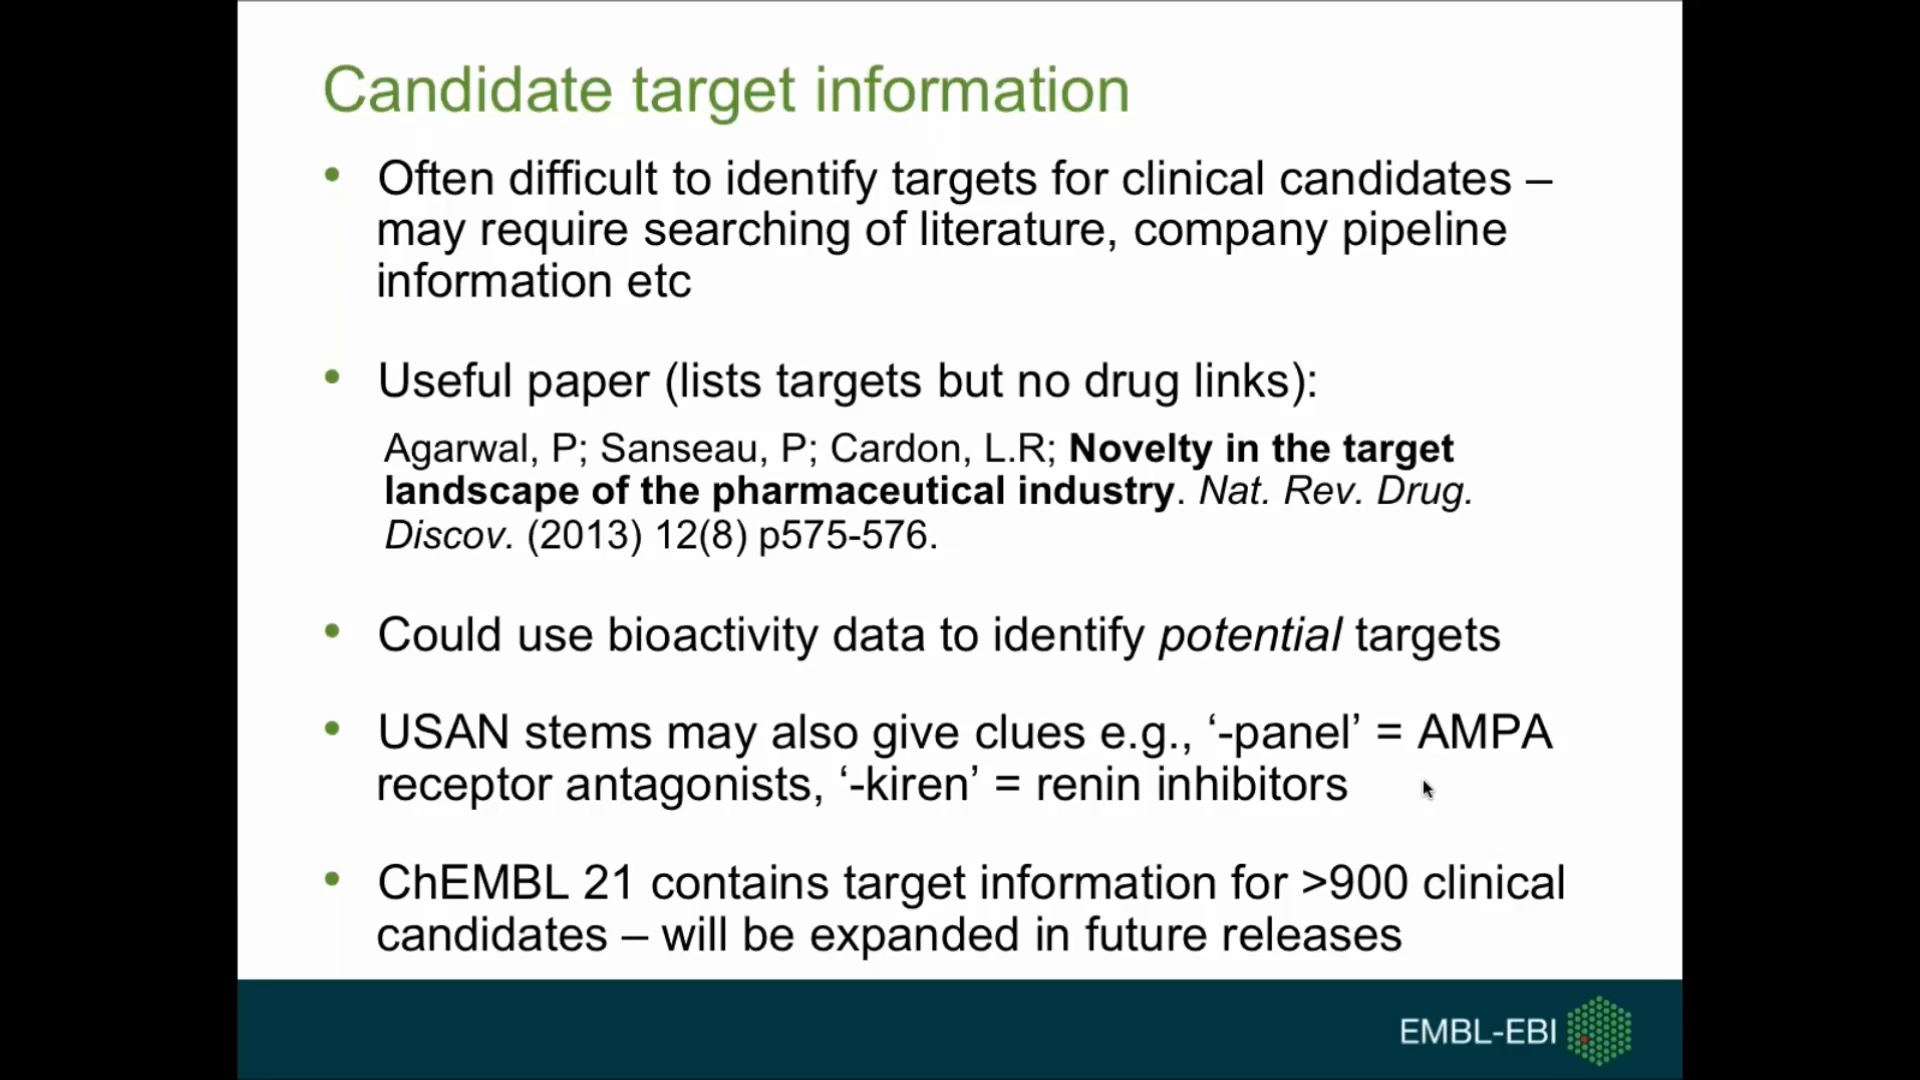 Candidate target information
• Often difficult to identify targets for clinical candidates –
may require searching of literature, company pipeline
information etc
• Useful paper (lists targets but no drug links):
Agarwal, P; Sanseau, P; Cardon, L.R; Novelty in the target
landscape of the pharmaceutical industry. Nat. Rev. Drug.
Discov. (2013) 12(8) p575-576.
• Could use bioactivity data to identify potential targets
• USAN stems may also give clues e.g., ‘-panel’ = AMPA
receptor antagonists, ‘-kiren’ = renin inhibitors
• ChEMBL 21 contains target information for >900 clinical
candidates – will be expanded in future releases
EMBL-EBI